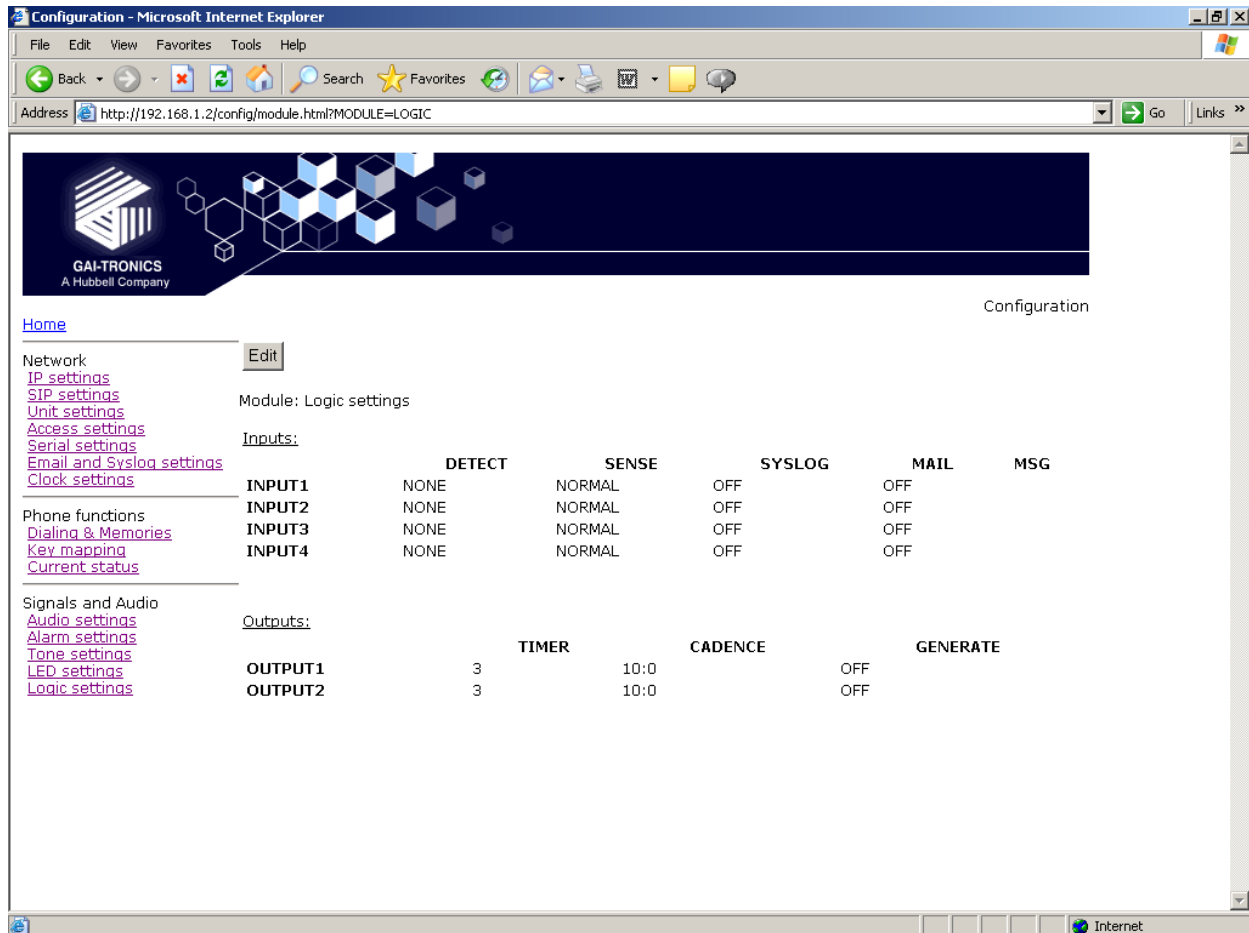 Configuration - Microsoft Internet Explorer
File Edit View Favorites Tools Help
Back Search Favorites
Address http://192.168.1.2/config/module.html?MODULE=LOGIC Go Links »
GAI-TRONICS
A Hubbell Company
Configuration
Home
Network
IP settings
SIP settings
Unit settings
Access settings
Serial settings
Email and Syslog settings
Clock settings
Phone functions
Dialing & Memories
Key mapping
Current status
Signals and Audio
Audio settings
Alarm settings
Tone settings
LED settings
Logic settings
Edit
Module: Logic settings
Inputs:
DETECT SENSE SYSLOG MAIL MSG
INPUT1 NONE NORMAL OFF OFF
INPUT2 NONE NORMAL OFF OFF
INPUT3 NONE NORMAL OFF OFF
INPUT4 NONE NORMAL OFF OFF
Outputs:
TIMER CADENCE GENERATE
OUTPUT1 3 10:0 OFF
OUTPUT2 3 10:0 OFF
Internet